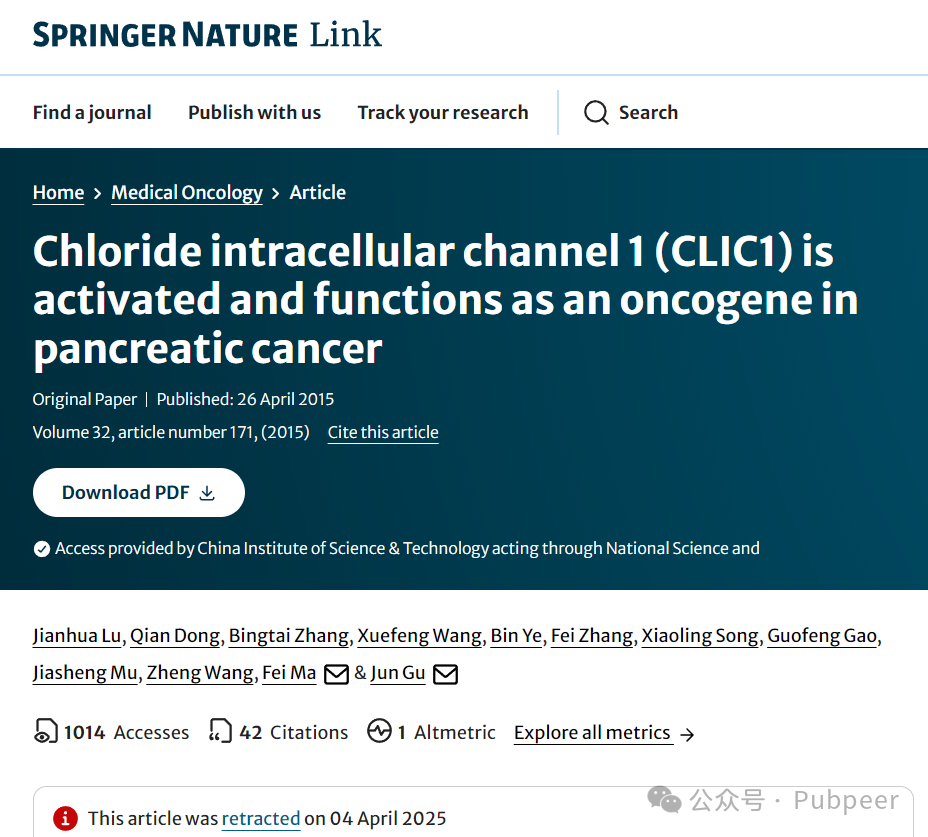 SPRINGER NATURE Link
Find a journal Publish with us Track your research Search
Home > Medical Oncology > Article
Chloride intracellular channel 1 (CLIC1) is
activated and functions as an oncogene in
pancreatic cancer
Original Paper | Published: 26 April 2015
Volume 32, article number 171, (2015) Cite this article
Download PDF
Access provided by China Institute of Science & Technology acting through National Science and
Jianhua Lu, Qian Dong, Bingtai Zhang, Xuefeng Wang, Bin Ye, Fei Zhang, Xiaoling Song, Guofeng Gao,
Jiasheng Mu, Zheng Wang, Fei Ma & Jun Gu
1014 Accesses 42 Citations 1 Altmetric Explore all metrics →
公众号 · Pubpeer
This article was retracted on 04 April 2025